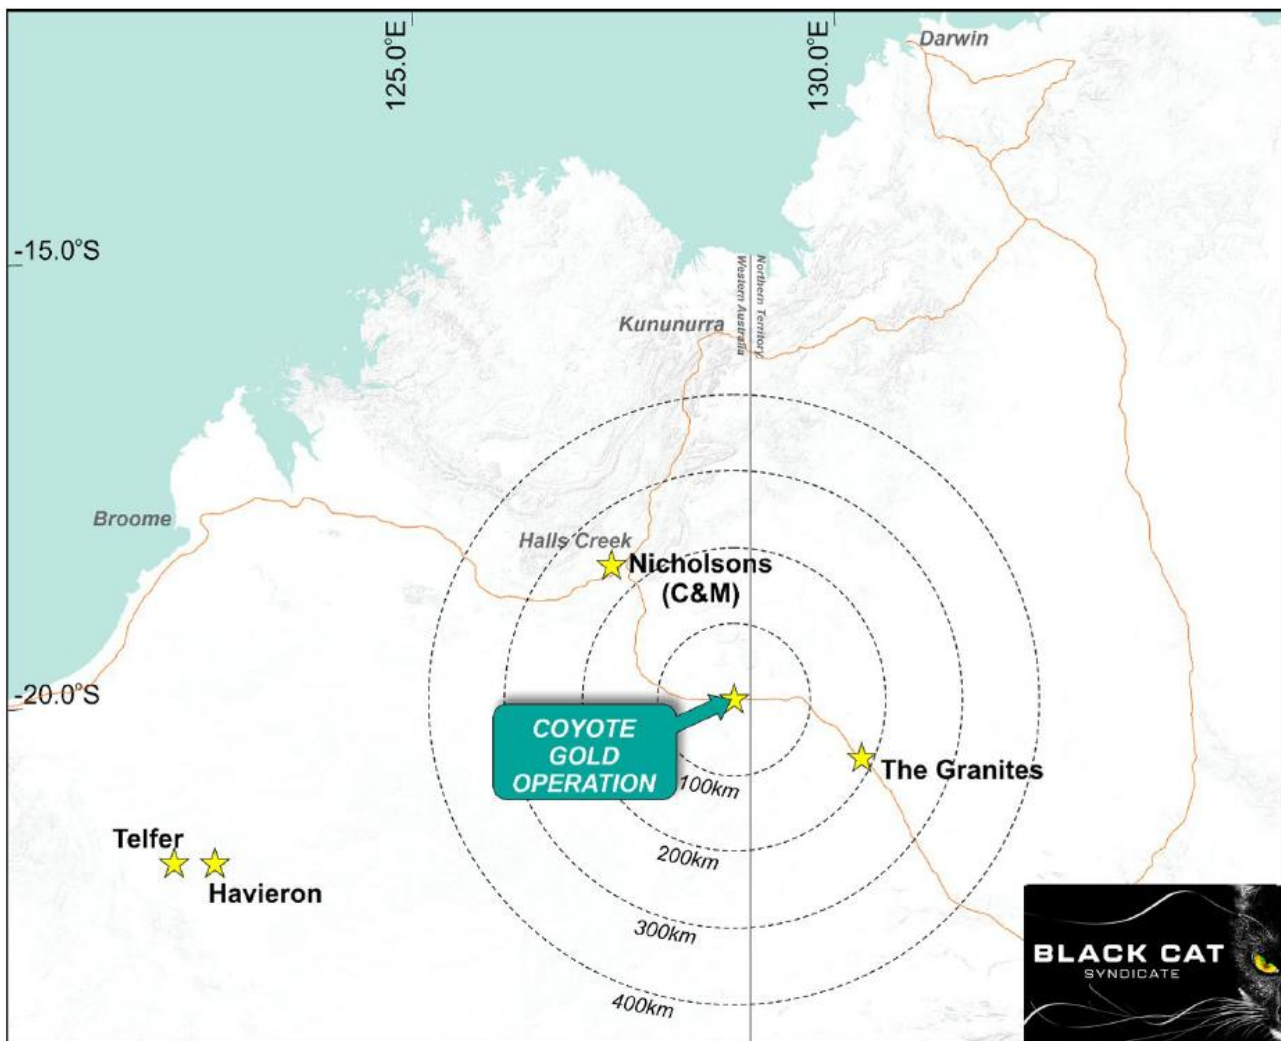 125.0°E
130.0°E
Darwin
-15.0°S
Western Australia
Northern Territory
Kununurra
Broome
Halls Creek
Nicholsons
(C&M)
-20.0°S
COYOTE
GOLD
OPERATION
The Granites
100km
200km
300km
400km
Telfer
Havieron
BLACK CAT
SYNDICATE